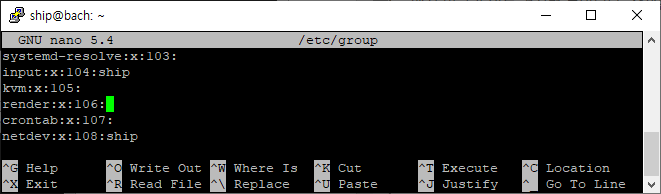 ship@bach: ~
GNU nano 5.4 /etc/group
systemd-resolve:x:103:
input:x:104:ship
kvm:x:105:
render:x:106:
crontab:x:107:
netdev:x:108:ship
^G Help ^O Write Out ^W Where Is ^K Cut ^T Execute ^C Location
^X Exit ^R Read File ^\ Replace ^U Paste ^J Justify ^_ Go To Line